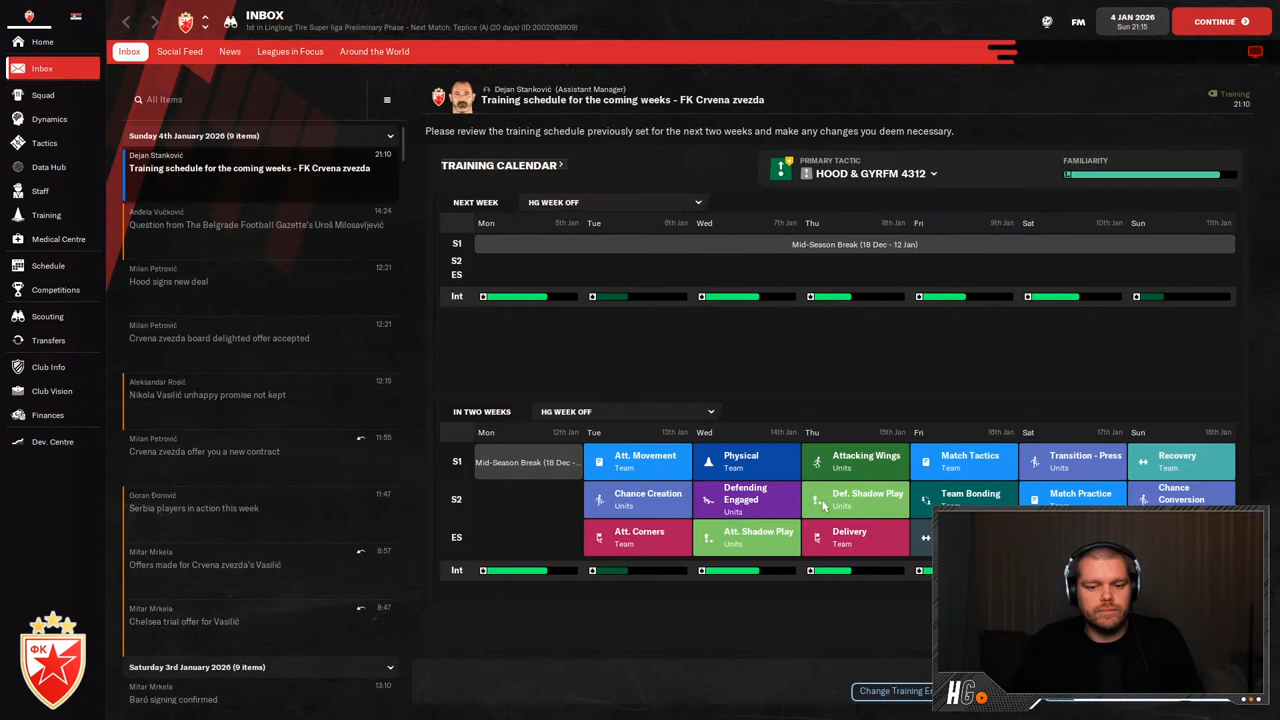 INBOX
1st in Linglong Tire Super liga Preliminary Phase - Next Match: Teplice (A) (20 days) (ID:2002063909)
FM
4 JAN 2026
Sun 21:15
CONTINUE
Home
Inbox
Squad
Dynamics
Tactics
Data Hub
Staff
Training
Medical Centre
Schedule
Competitions
Scouting
Transfers
Club Info
Club Vision
Finances
Dev. Centre
ФК
Inbox Social Feed News Leagues in Focus Around the World
All Items
Sunday 4th January 2026 (9 items)
Dejan Stanković 21:10
Training schedule for the coming weeks - FK Crvena zvezda
Anđela Vučković 14:24
Question from The Belgrade Football Gazette's Uroš Milosavljević
Milan Petrović 12:21
Hood signs new deal
Milan Petrović 12:21
Crvena zvezda board delighted offer accepted
Aleksandar Rosić 12:15
Nikola Vasilić unhappy promise not kept
Milan Petrović 11:55
Crvena zvezda offer you a new contract
Goran Đorović 11:47
Serbia players in action this week
Mitar Mrkela 8:57
Offers made for Crvena zvezda's Vasilić
Mitar Mrkela 8:47
Chelsea trial offer for Vasilić
Saturday 3rd January 2026 (9 items)
Mitar Mrkela 13:10
Baró signing confirmed
Dejan Stanković (Assistant Manager)
Training schedule for the coming weeks - FK Crvena zvezda
Training
21:10
Please review the training schedule previously set for the next two weeks and make any changes you deem necessary.
TRAINING CALENDAR
PRIMARY TACTIC
HOOD & GYRFM 4312
FAMILIARITY
NEXT WEEK HG WEEK OFF
Mon 5th Jan Tue 6th Jan Wed 7th Jan Thu 8th Jan Fri 9th Jan Sat 10th Jan Sun 11th Jan
S1 Mid-Season Break (18 Dec - 12 Jan)
S2
ES
Int
IN TWO WEEKS HG WEEK OFF
Mon 12th Jan Tue 13th Jan Wed 14th Jan Thu 15th Jan Fri 16th Jan Sat 17th Jan Sun 18th Jan
S1 Mid-Season Break (18 Dec -... Att. Movement Team Physical Team Attacking Wings Units Match Tactics Team Transition - Press Units Recovery Team
S2 Chance Creation Units Defending Engaged Units Def. Shadow Play Units Team Bonding Team Match Practice Team Chance Conversion Units
ES Att. Corners Team Att. Shadow Play Units Delivery Team
Int
Change Training
HG